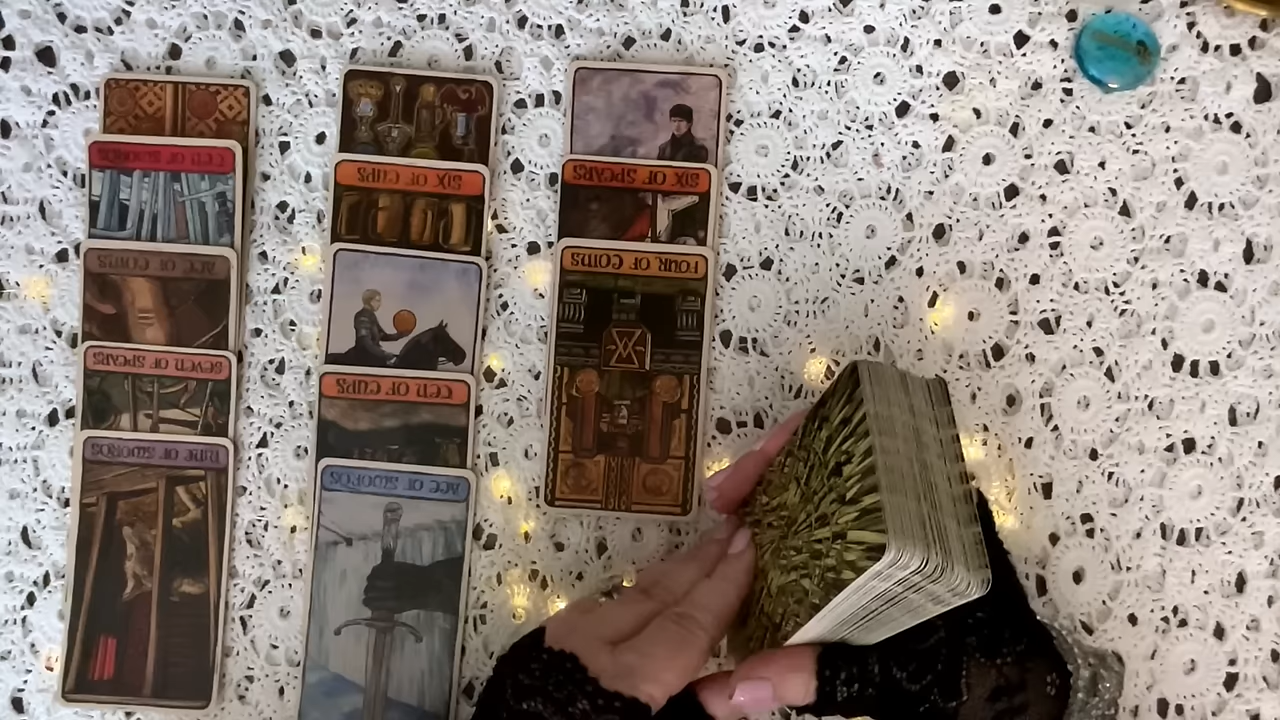 TEN OF SWORDS
ACE OF COINS
SEVEN OF SPEARS
NINE OF SWORDS
SIX OF CUPS
TEN OF CUPS
ACE OF SWORDS
SIX OF SPEARS
FOUR OF COINS